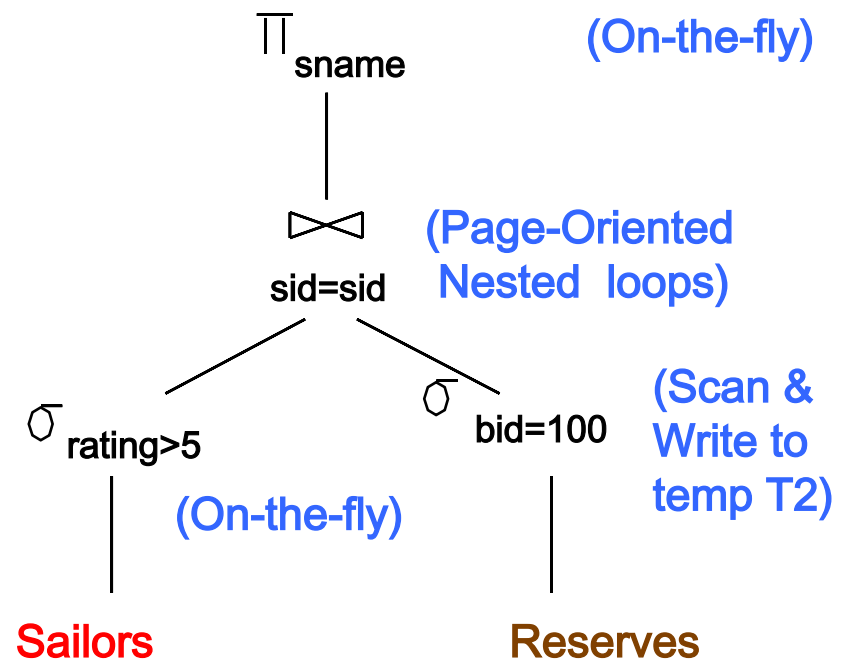 π sname (On-the-fly)
⋈
sid=sid
(Page-Oriented
Nested loops)
σ rating>5
(On-the-fly)
σ bid=100
(Scan &
Write to
temp T2)
Sailors
Reserves